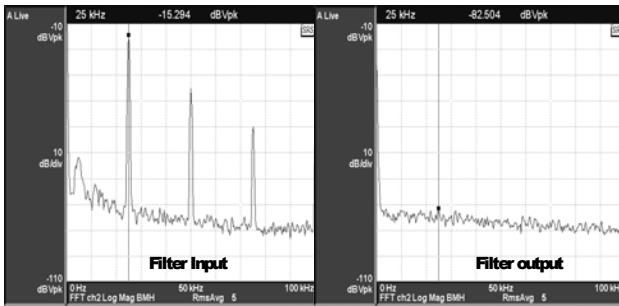 A Live 25 kHz -15.294 dBVpk
-10
dBVpk
SRS
10
dB/div
Filter Input
-110
dBVpk
0 Hz 50 kHz 100 kHz
FFT ch2 Log Mag BMH RmsAvg 5
A Live 25 kHz -82.504 dBVpk
-10
dBVpk
10
dB/div
Filter output
-110
dBVpk
0 Hz 50 kHz 100 kHz
FFT ch2 Log Mag BMH RmsAvg 5